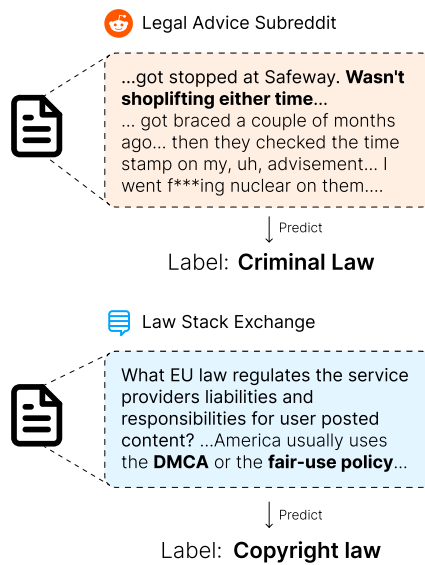 Legal Advice Subreddit
...got stopped at Safeway. Wasn't
shoplifting either time...
... got braced a couple of months
ago... then they checked the time
stamp on my, uh, advisement... I
went f***ing nuclear on them....
Predict
Label: Criminal Law
Law Stack Exchange
What EU law regulates the service
providers liabilities and
responsibilities for user posted
content? ...America usually uses
the DMCA or the fair-use policy...
Predict
Label: Copyright law